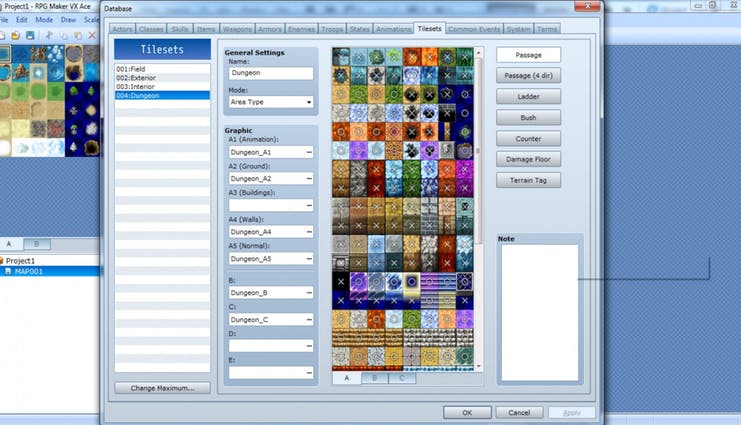 Project1 - RPG Maker VX Ace
Database
Edit Mode Draw Scale
Actors Classes Skills Items Weapons Armors Enemies Troops States Animations Tilesets Common Events System Terms
Tilesets
001:Field
002:Exterior
003:Interior
004:Dungeon
Change Maximum...
General Settings
Name:
Dungeon
Mode:
Area Type
Graphic
A1 (Animation):
Dungeon_A1
A2 (Ground):
Dungeon_A2
A3 (Buildings):
A4 (Walls):
Dungeon_A4
A5 (Normal):
Dungeon_A5
B:
Dungeon_B
C:
Dungeon_C
D:
E:
A B C
Passage
Passage (4 dir)
Ladder
Bush
Counter
Damage Floor
Terrain Tag
Note
A B
Project1
MAP001
OK Cancel Apply